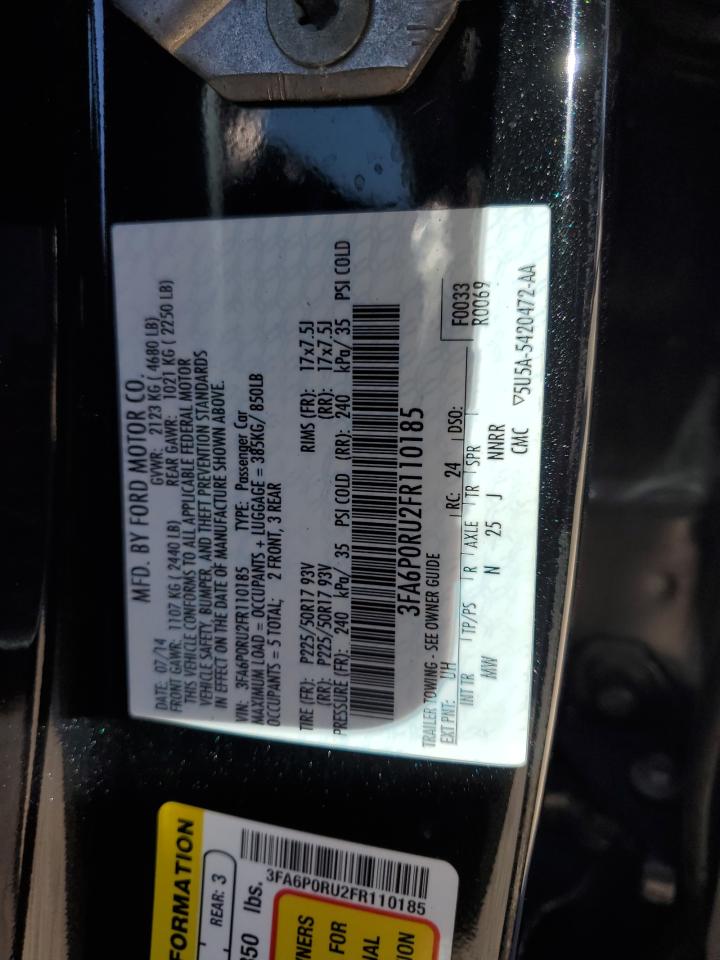 MFD. BY FORD MOTOR CO.
DATE: 07/14 GVWR: 2123 KG ( 4680 LB)
FRONT GAWR: 1107 KG ( 2440 LB) REAR GAWR: 1021 KG ( 2250 LB)
THIS VEHICLE CONFORMS TO ALL APPLICABLE FEDERAL MOTOR
VEHICLE SAFETY, BUMPER, AND THEFT PREVENTION STANDARDS
IN EFFECT ON THE DATE OF MANUFACTURE SHOWN ABOVE.
VIN: 3FA6P0RU2FR110185 TYPE: Passenger Car
MAXIMUM LOAD = OCCUPANTS + LUGGAGE = 385KG/ 850LB
OCCUPANTS = 5 TOTAL: 2 FRONT, 3 REAR
TIRE (FR): P225/50R17 93V RIMS (FR): 17x7.5J
(RR): P225/50R17 93V (RR): 17x7.5J
PRESSURE (FR): 240 kPa/ 35 PSI COLD (RR): 240 kPa/ 35 PSI COLD
3FA6P0RU2FR110185
TRAILER TOWING - SEE OWNER GUIDE
EXT PNT: UH RC: 24 DSO: F0033
R0069
INT TR TP/PS R AXLE TR SPR
MW N 25 J NNRR
CMC ▽5U5A-5420472-AA
FORMATION
REAR: 3
350 lbs.
3FA6P0RU2FR110185
NERS
FOR
NAL
ION